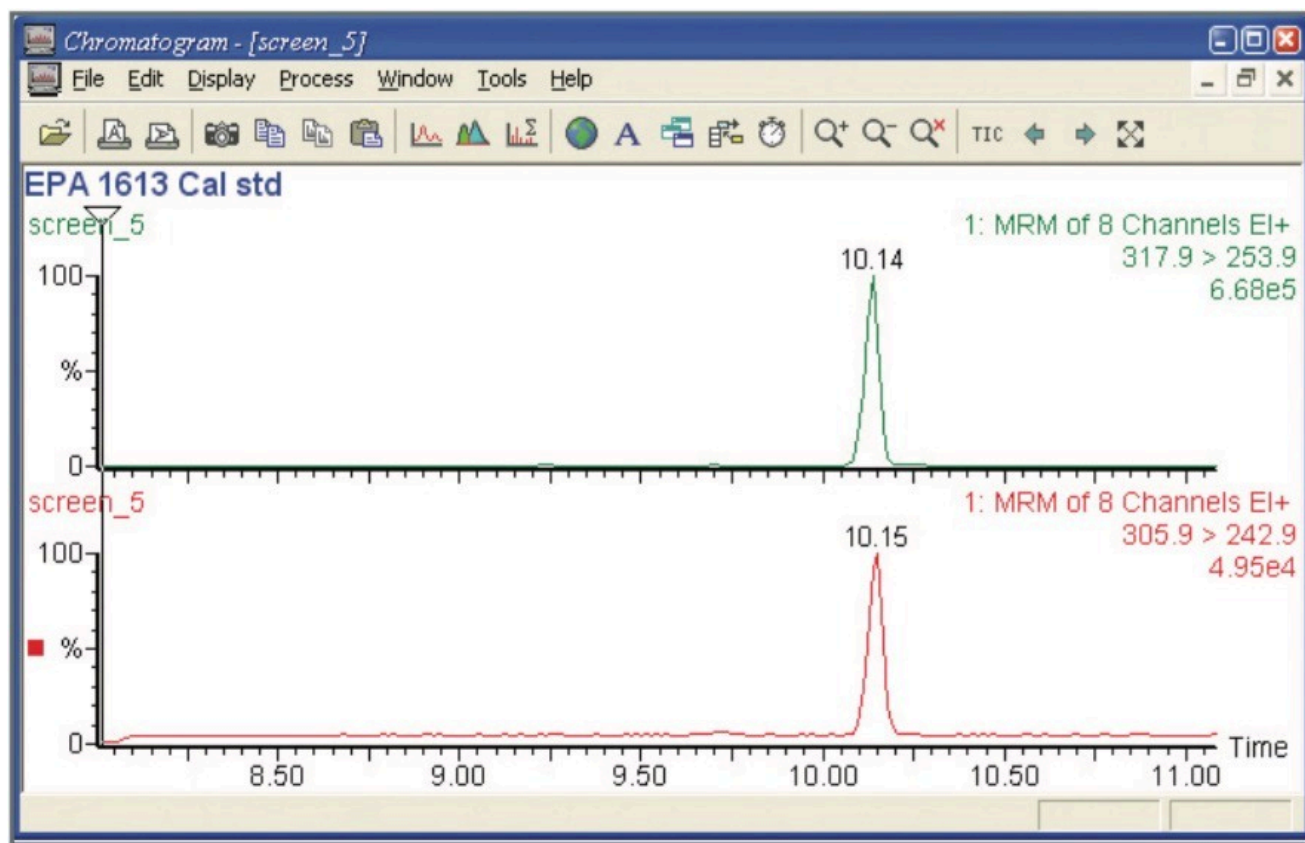 Chromatogram - [screen_5]
File Edit Display Process Window Tools Help
A A A Σ TIC
EPA 1613 Cal std
screen_5
1: MRM of 8 Channels EI+
317.9 > 253.9
6.68e5
10.14
100
%
0
screen_5
1: MRM of 8 Channels EI+
305.9 > 242.9
4.95e4
10.15
100
%
0
Time
8.50 9.00 9.50 10.00 10.50 11.00